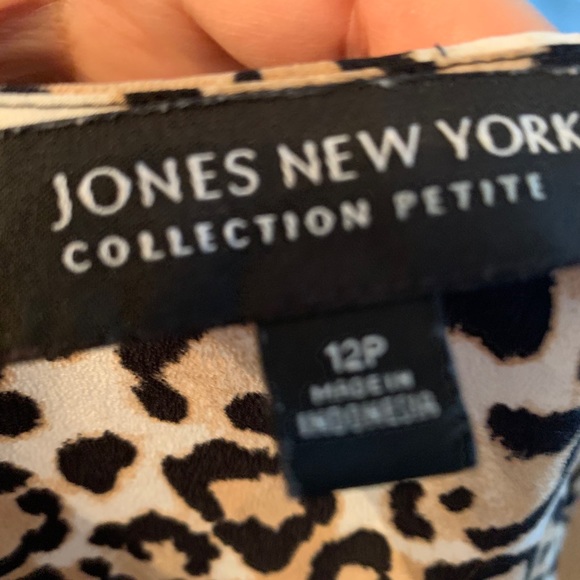 JONES NEW YORK
COLLECTION PETITE
12P
MADE IN
INDONESIA